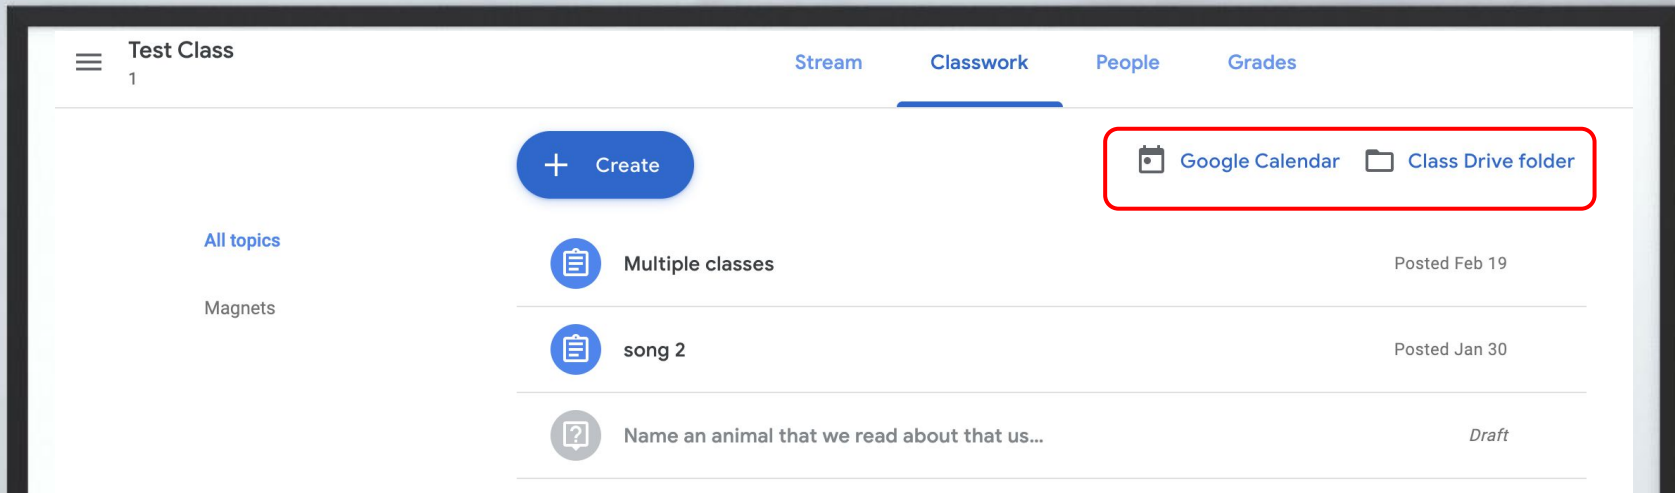 Test Class
1
Stream Classwork People Grades
Create
Google Calendar Class Drive folder
All topics
Magnets
Multiple classes Posted Feb 19
song 2 Posted Jan 30
Name an animal that we read about that us... Draft